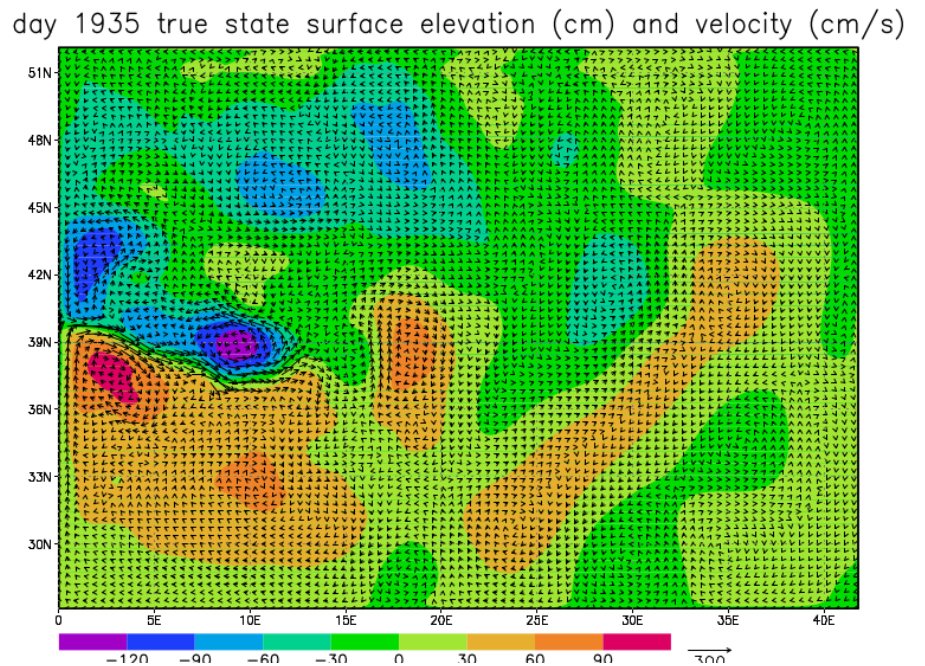 day 1935 true state surface elevation (cm) and velocity (cm/s)
51N
48N
45N
42N
39N
36N
33N
30N
0 5E 10E 15E 20E 25E 30E 35E 40E
−120 −90 −60 −30 0 30 60 90
300